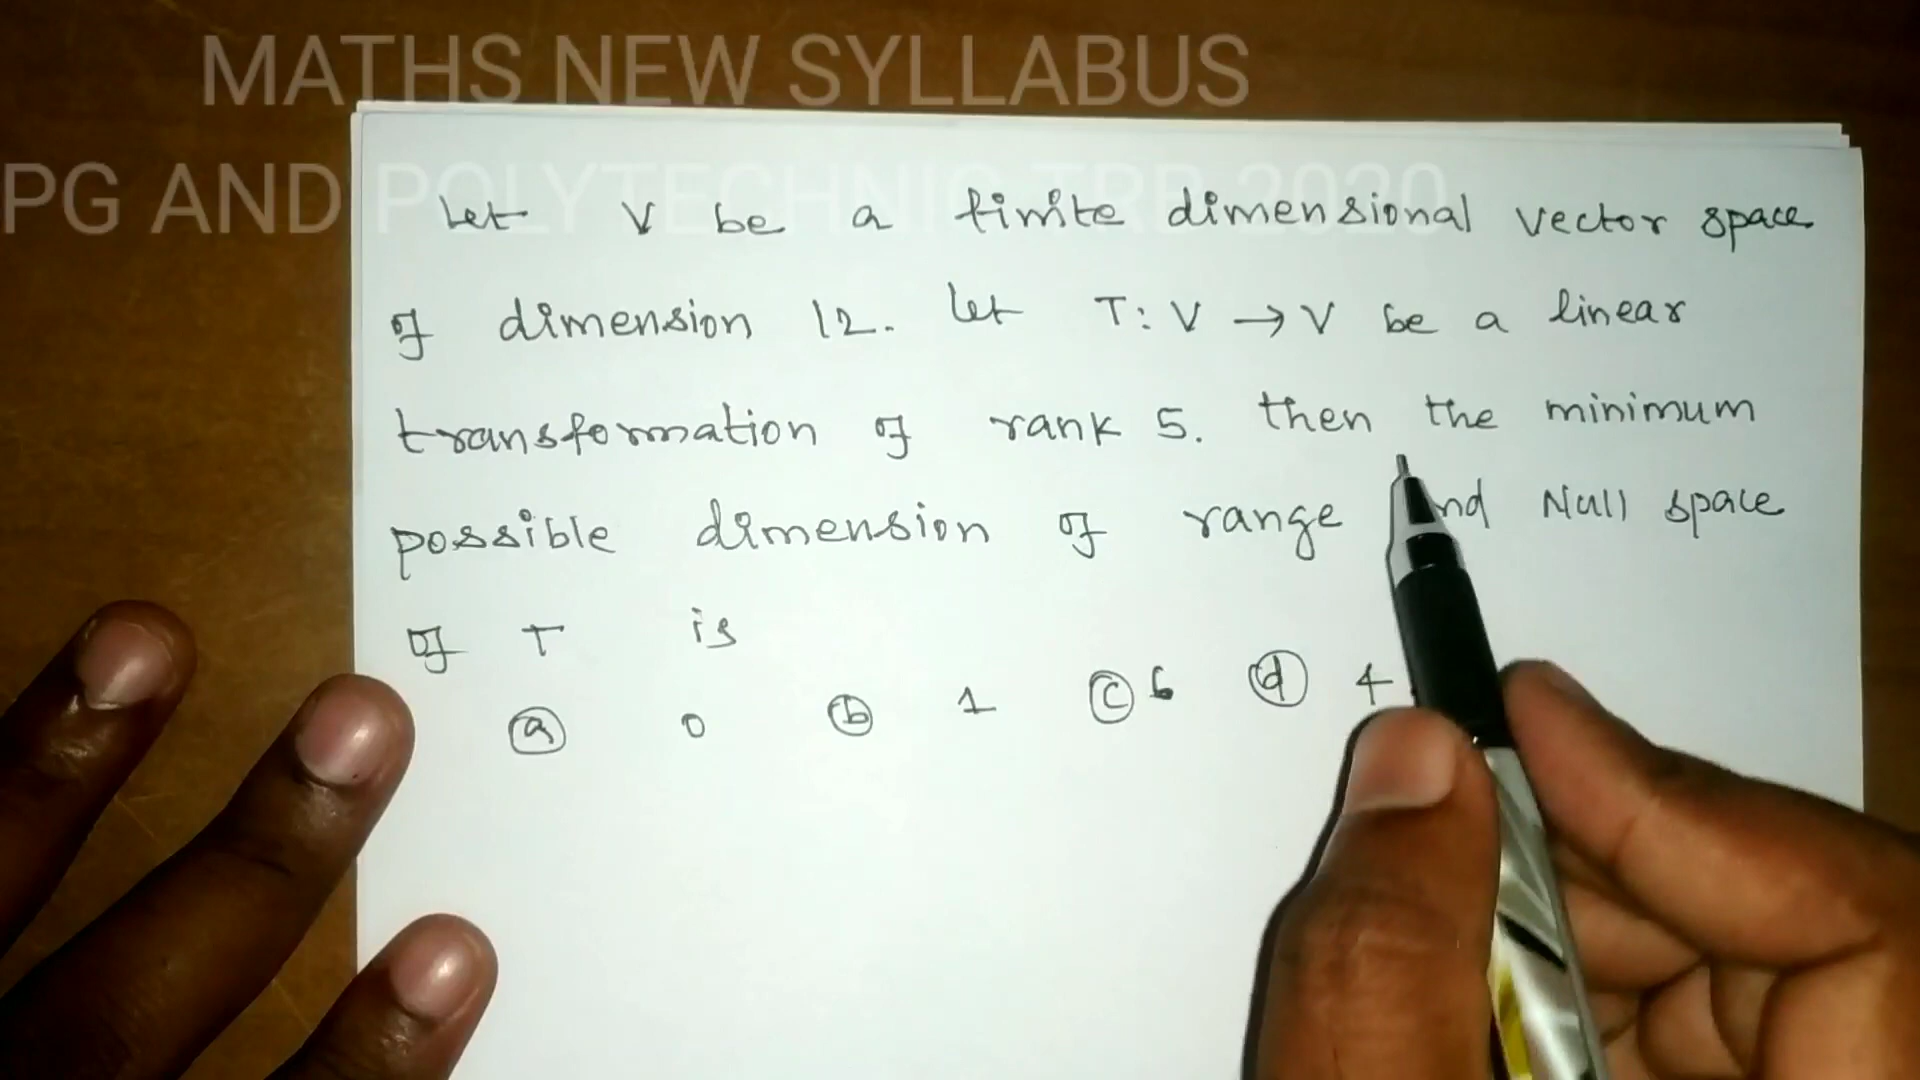 MATHS NEW SYLLABUS
PG AND POLYTECHNIC TRB 2020
Let V be a finite dimensional vector space
of dimension 12. Let T: V → V be a linear
transformation of rank 5. then the minimum
possible dimension of range and Null space
of T is
ⓐ 0 ⓑ 1 ⓒ 6 ⓓ 4